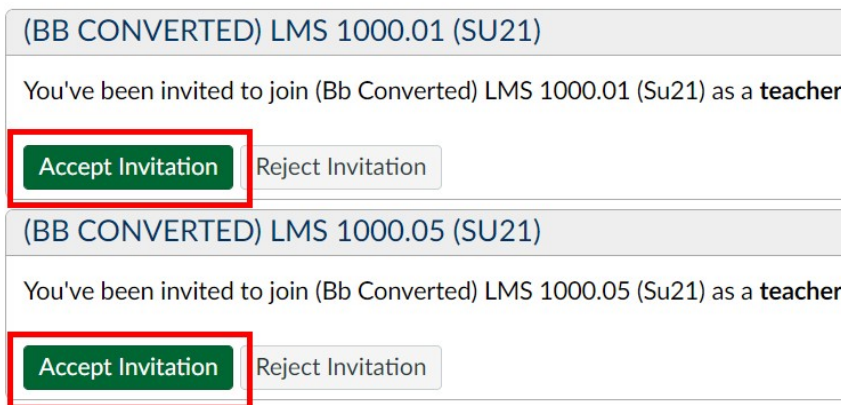 (BB CONVERTED) LMS 1000.01 (SU21)
You've been invited to join (Bb Converted) LMS 1000.01 (Su21) as a teacher
Accept Invitation Reject Invitation
(BB CONVERTED) LMS 1000.05 (SU21)
You've been invited to join (Bb Converted) LMS 1000.05 (Su21) as a teacher
Accept Invitation Reject Invitation